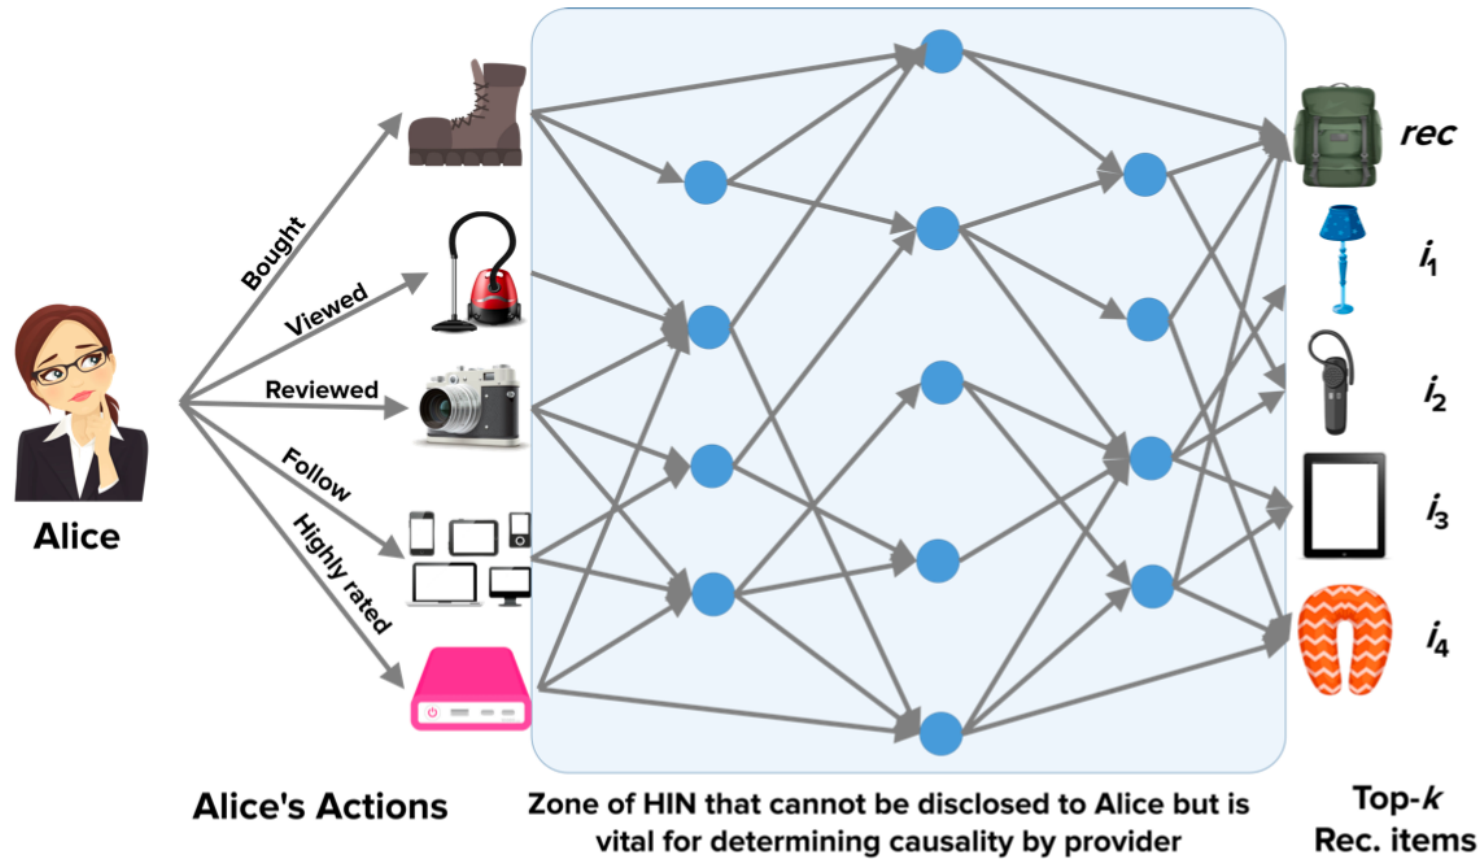 Bought
Viewed
Reviewed
Follow
Highly rated
Alice
rec
i1
i2
i3
i4
Alice's Actions
Zone of HIN that cannot be disclosed to Alice but is
vital for determining causality by provider
Top-k
Rec. items